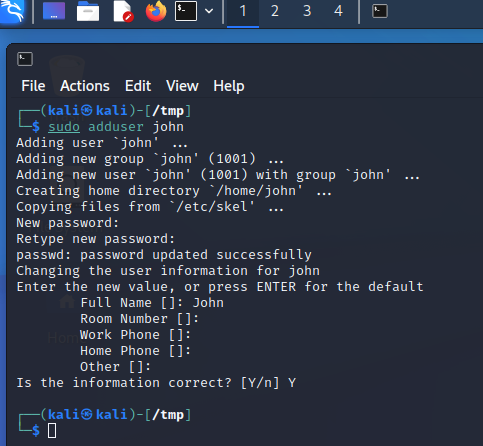 1 2 3 4
File Actions Edit View Help
┌──(kali㉿kali)-[/tmp]
└─$ sudo adduser john
Adding user `john' ...
Adding new group `john' (1001) ...
Adding new user `john' (1001) with group `john' ...
Creating home directory `/home/john' ...
Copying files from `/etc/skel' ...
New password:
Retype new password:
passwd: password updated successfully
Changing the user information for john
Enter the new value, or press ENTER for the default
Full Name []: John
Room Number []:
Work Phone []:
Home Phone []:
Other []:
Is the information correct? [Y/n] Y
┌──(kali㉿kali)-[/tmp]
└─$